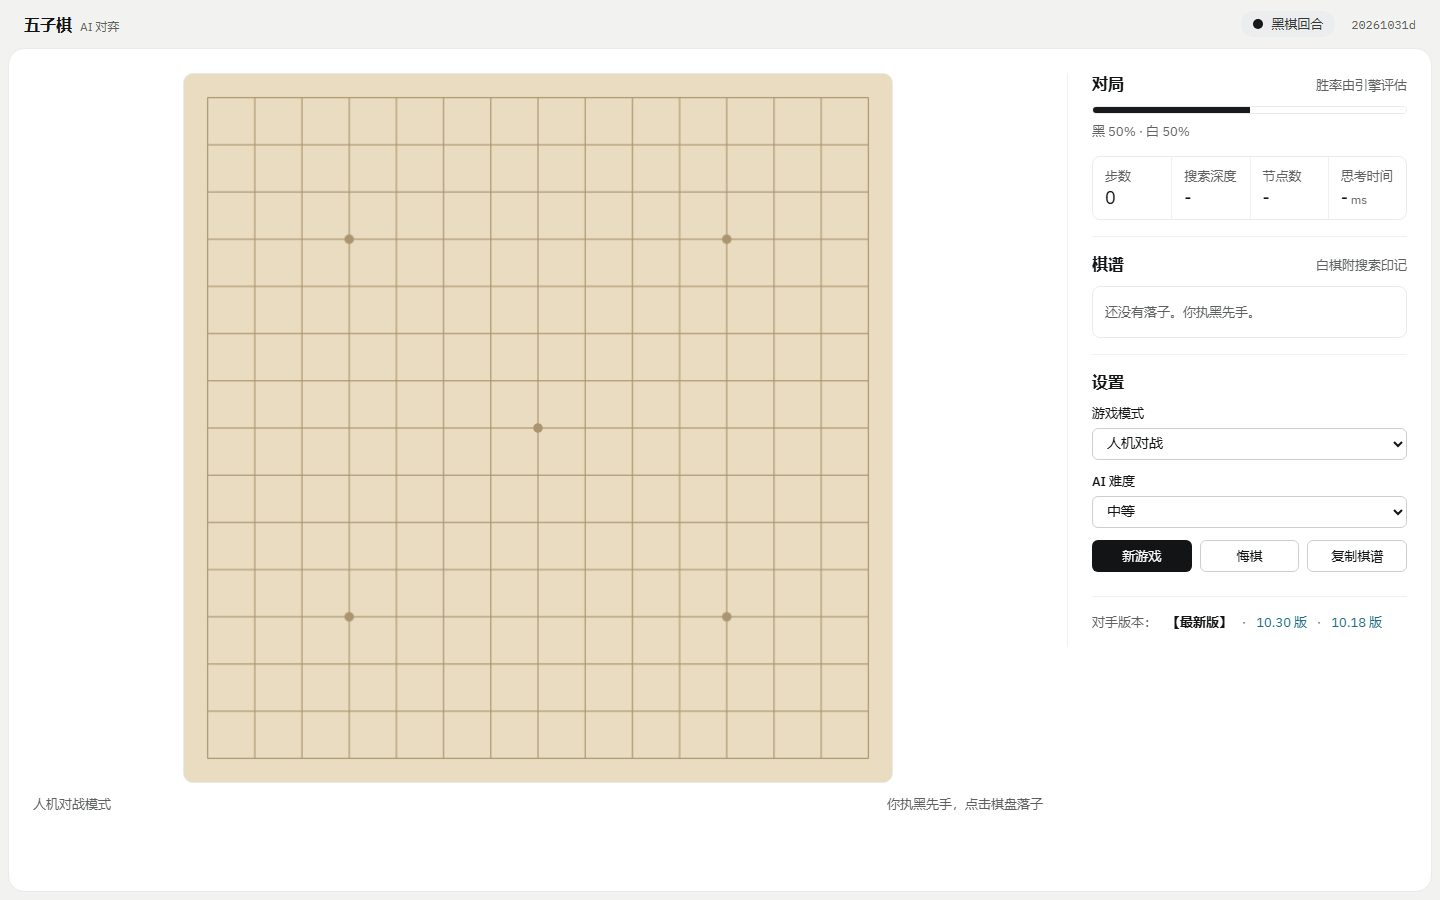 五子棋 AI 对弈
黑棋回合 20261031d
对局 胜率由引擎评估
黑 50% · 白 50%
步数 搜索深度 节点数 思考时间
0 - - - ms
棋谱 白棋附搜索印记
还没有落子。你执黑先手。
设置
游戏模式
人机对战
AI 难度
中等
新游戏 悔棋 复制棋谱
对手版本： 【最新版】 · 10.30 版 · 10.18 版
人机对战模式 你执黑先手，点击棋盘落子